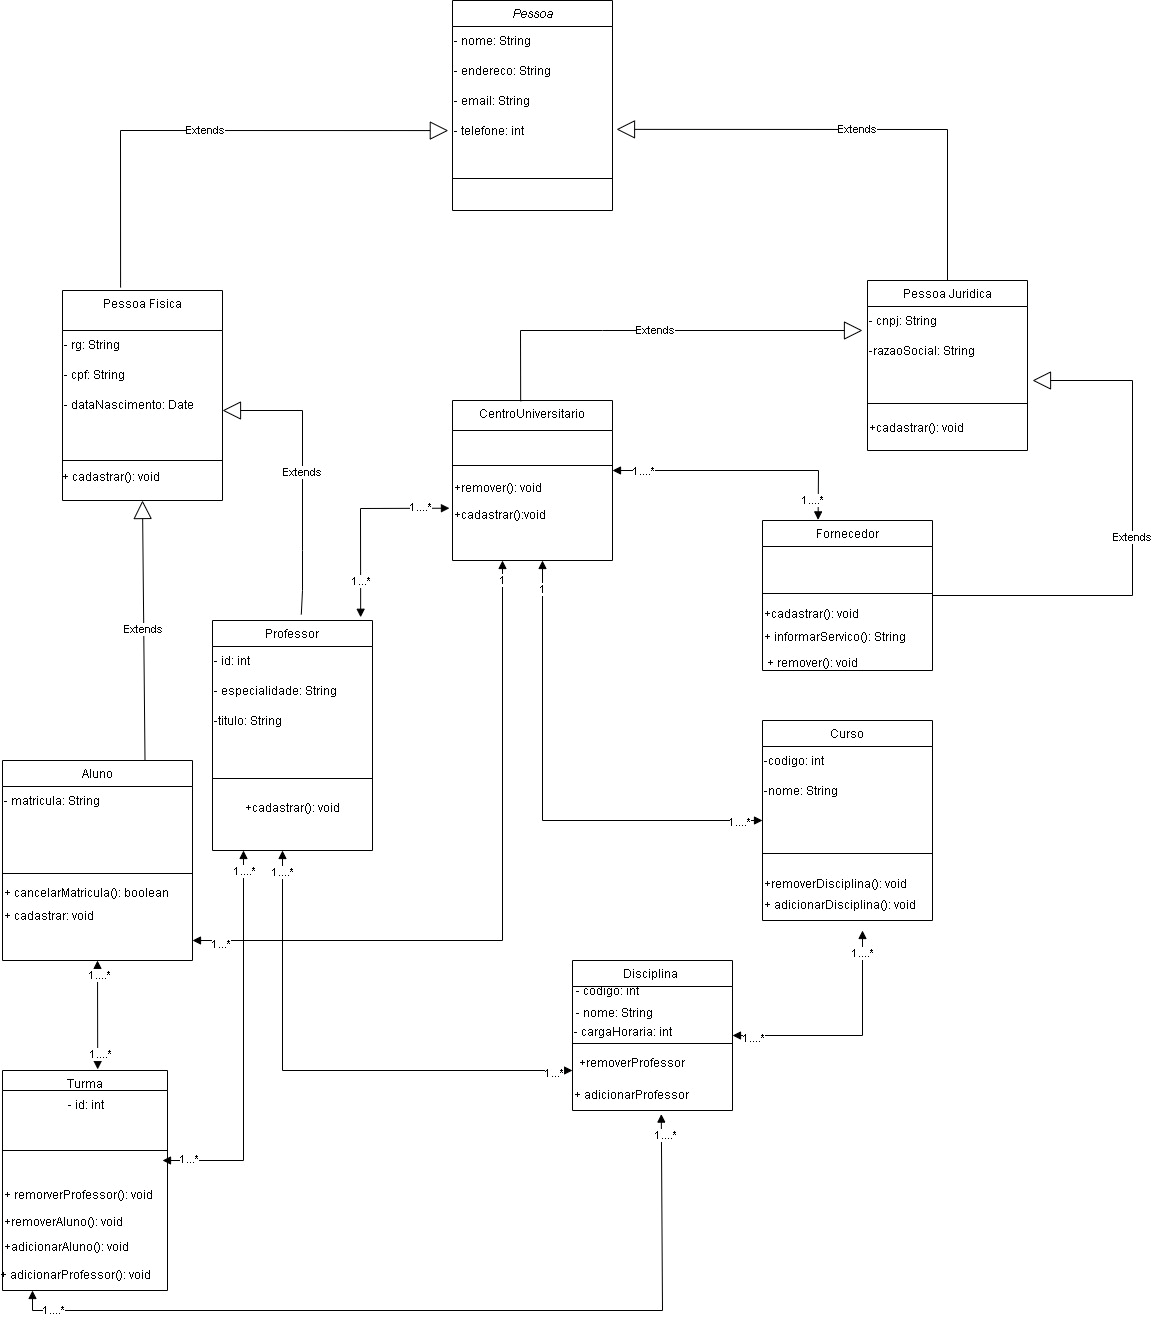 Pessoa
- nome: String
- endereco: String
- email: String
- telefone: int
Extends
Extends
Pessoa Fisica
- rg: String
- cpf: String
- dataNascimento: Date
+ cadastrar(): void
Pessoa Juridica
- cnpj: String
-razaoSocial: String
+cadastrar(): void
Extends
CentroUniversitario
+remover(): void
+cadastrar():void
Extends
1....*
1....*
1....*
1...*
Fornecedor
+cadastrar(): void
+ informarServico(): String
+ remover(): void
Extends
Extends
1
1
Professor
- id: int
- especialidade: String
-titulo: String
+cadastrar(): void
Curso
-codigo: int
-nome: String
+removerDisciplina(): void
+ adicionarDisciplina(): void
1....*
Aluno
- matricula: String
+ cancelarMatricula(): boolean
+ cadastrar: void
1....*
1....*
1...*
1....*
1....*
1....*
Disciplina
- codigo: int
- nome: String
- cargaHoraria: int
+removerProfessor
+ adicionarProfessor
1....*
1....*
1...*
Turma
- id: int
+ remorverProfessor(): void
+removerAluno(): void
+adicionarAluno(): void
+ adicionarProfessor(): void
1...*
1....*
1....*